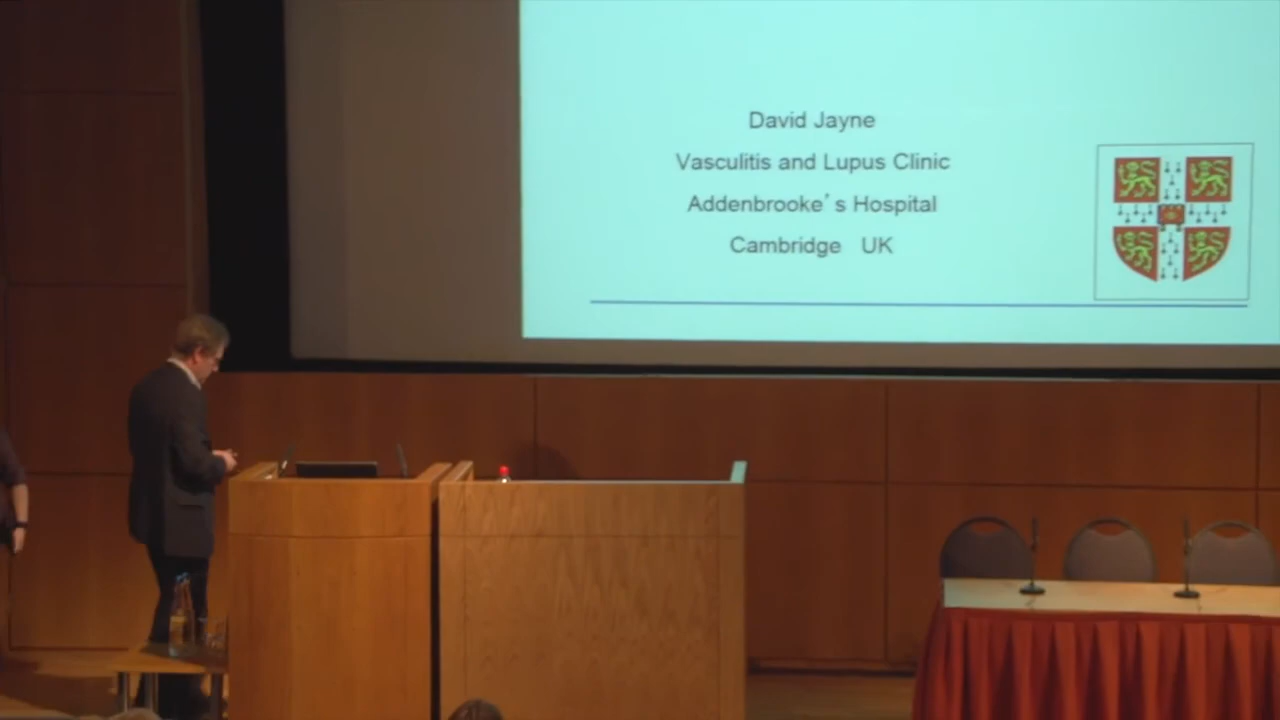 David Jayne
Vasculitis and Lupus Clinic
Addenbrooke's Hospital
Cambridge UK